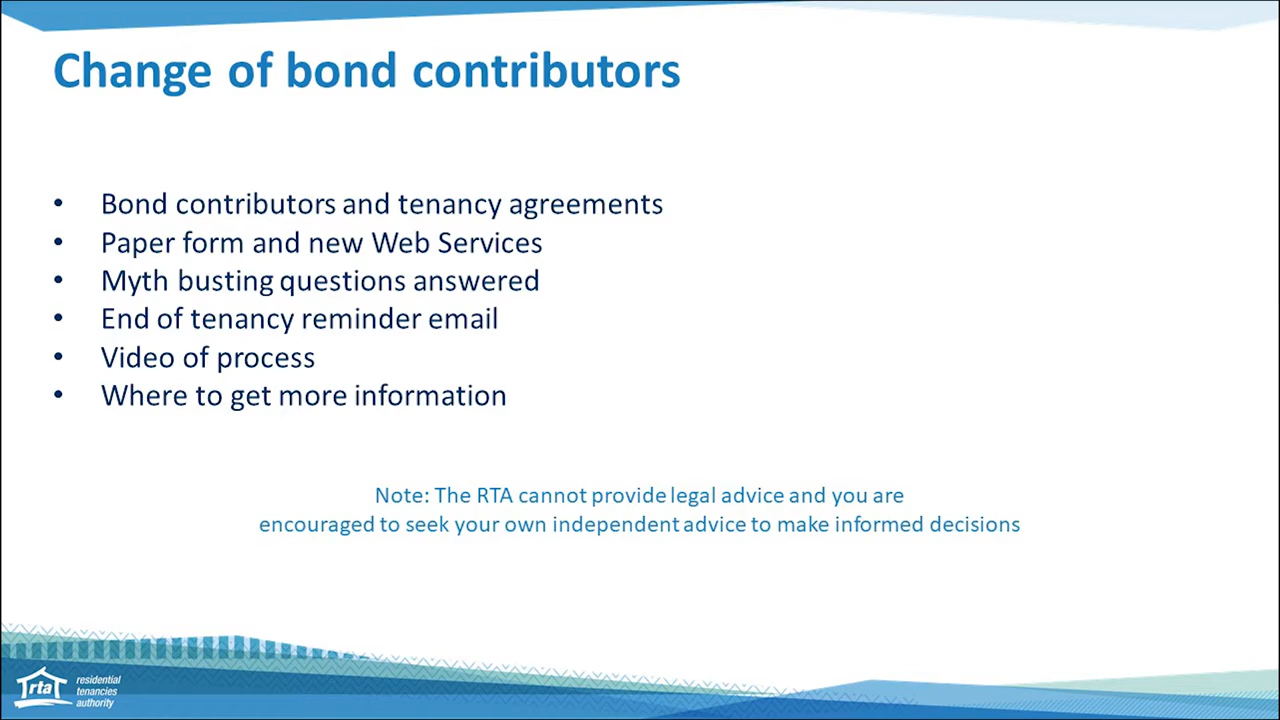 Change of bond contributors
• Bond contributors and tenancy agreements
• Paper form and new Web Services
• Myth busting questions answered
• End of tenancy reminder email
• Video of process
• Where to get more information
Note: The RTA cannot provide legal advice and you are
encouraged to seek your own independent advice to make informed decisions
rta
residential
tenancies
authority